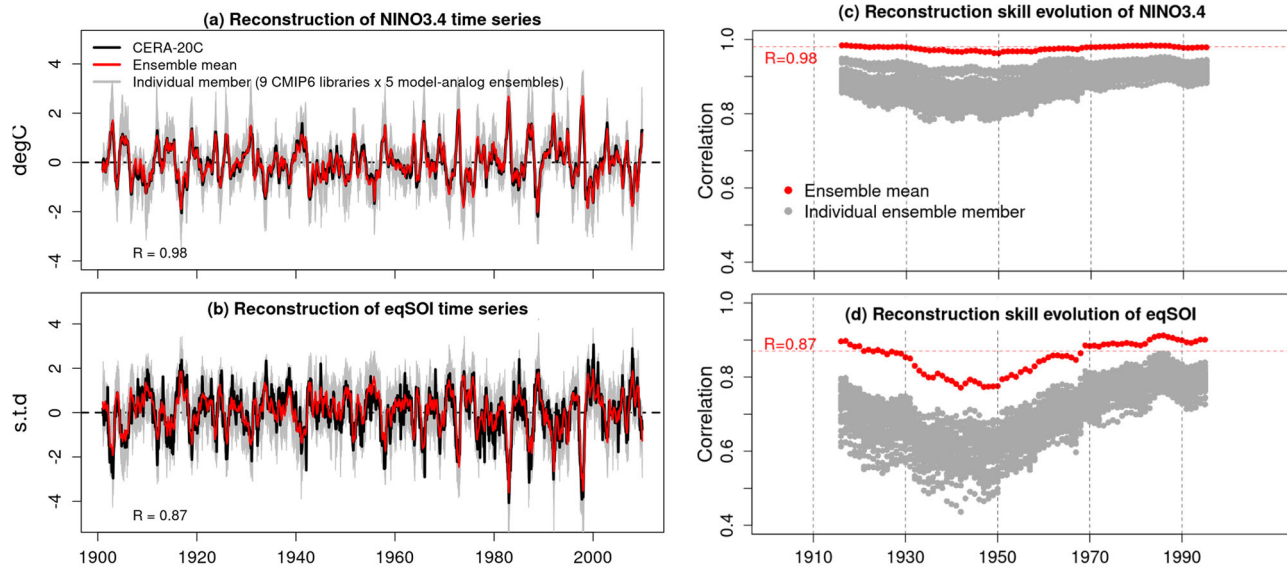 (a) Reconstruction of NINO3.4 time series
CERA-20C
Ensemble mean
Individual member (9 CMIP6 libraries x 5 model-analog ensembles)
degC
4
2
0
-2
-4
R = 0.98
1900
1920
1940
1960
1980
2000
(b) Reconstruction of eqSOI time series
s.t.d
4
2
0
-2
-4
R = 0.87
(c) Reconstruction skill evolution of NINO3.4
Correlation
1.0
0.8
0.6
0.4
R=0.98
Ensemble mean
Individual ensemble member
(d) Reconstruction skill evolution of eqSOI
Correlation
1.0
0.8
0.6
0.4
R=0.87
1910
1930
1950
1970
1990